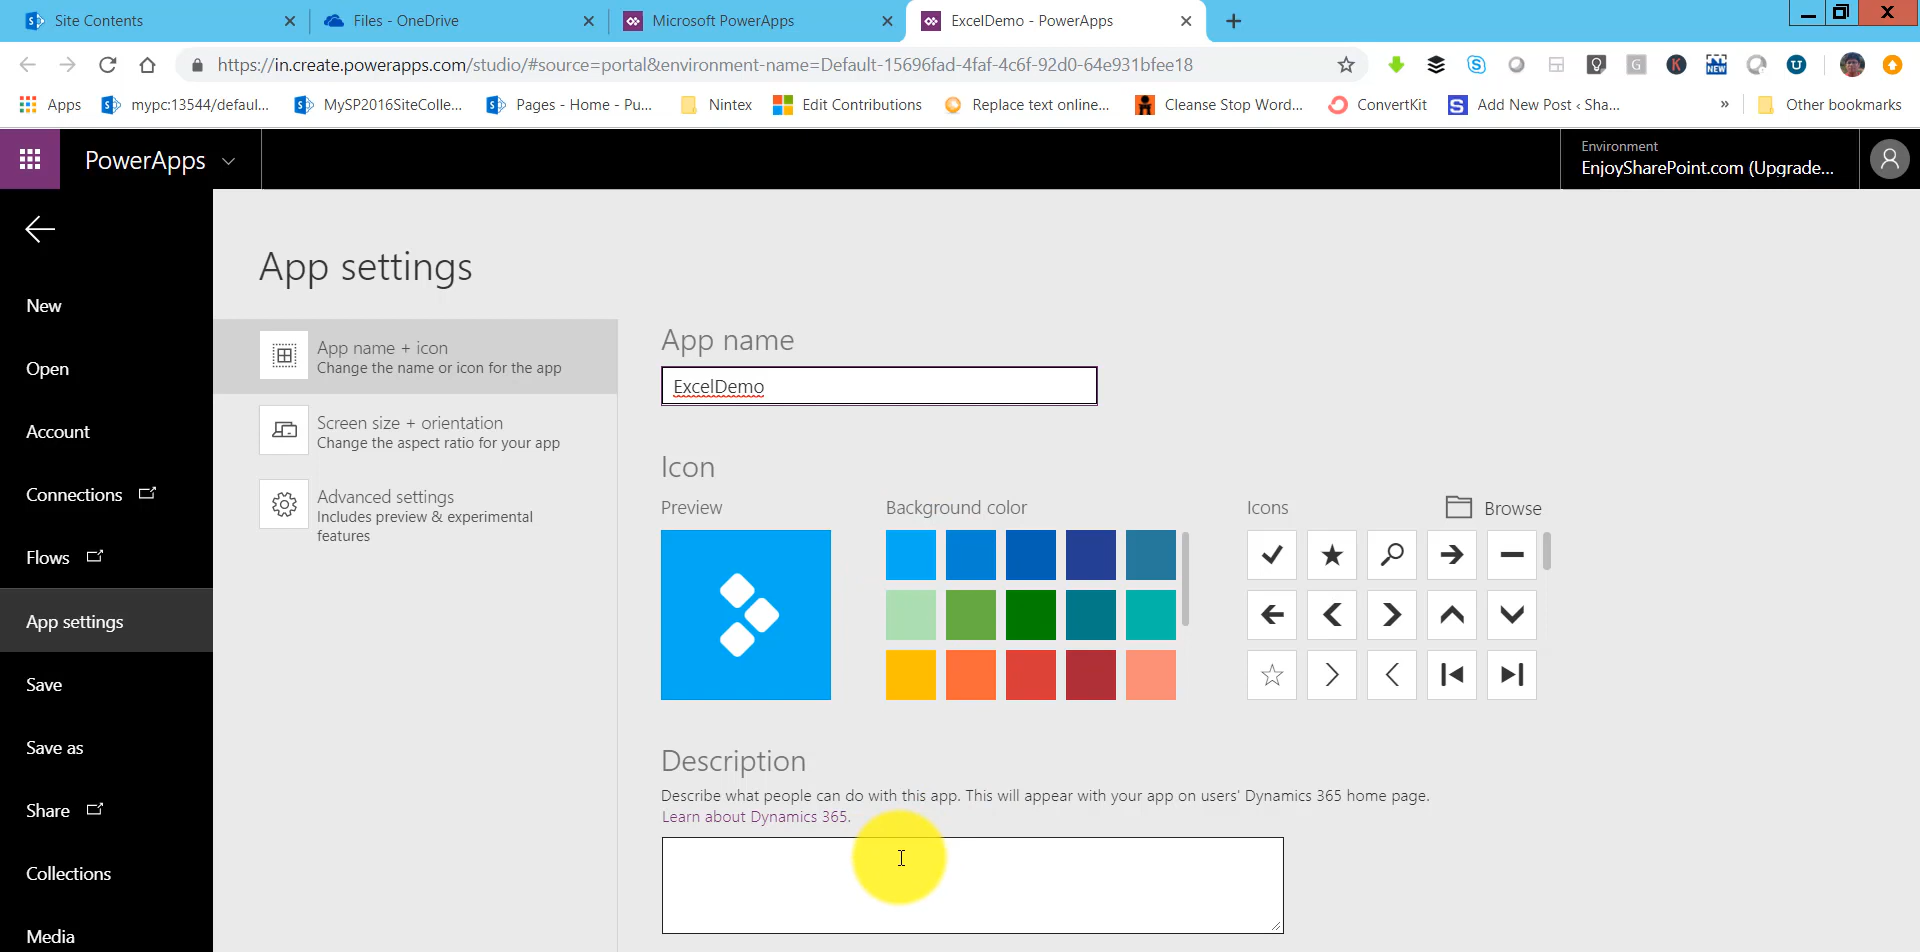 Site Contents
Files - OneDrive
Microsoft PowerApps
ExcelDemo - PowerApps
https://in.create.powerapps.com/studio/#source=portal&environment-name=Default-15696fad-4faf-4c6f-92d0-64e931bfee18
Apps
mypc:13544/defaul...
MySP2016SiteColle...
Pages - Home - Pu...
Nintex
Edit Contributions
Replace text online...
Cleanse Stop Word...
ConvertKit
Add New Post ‹ Sha...
»
Other bookmarks
PowerApps
Environment
EnjoySharePoint.com (Upgrade...
New
Open
Account
Connections
Flows
App settings
Save
Save as
Share
Collections
Media
App settings
App name + icon
Change the name or icon for the app
Screen size + orientation
Change the aspect ratio for your app
Advanced settings
Includes preview & experimental
features
App name
ExcelDemo
Icon
Preview
Background color
Icons
Browse
Description
Describe what people can do with this app. This will appear with your app on users' Dynamics 365 home page.
Learn about Dynamics 365.